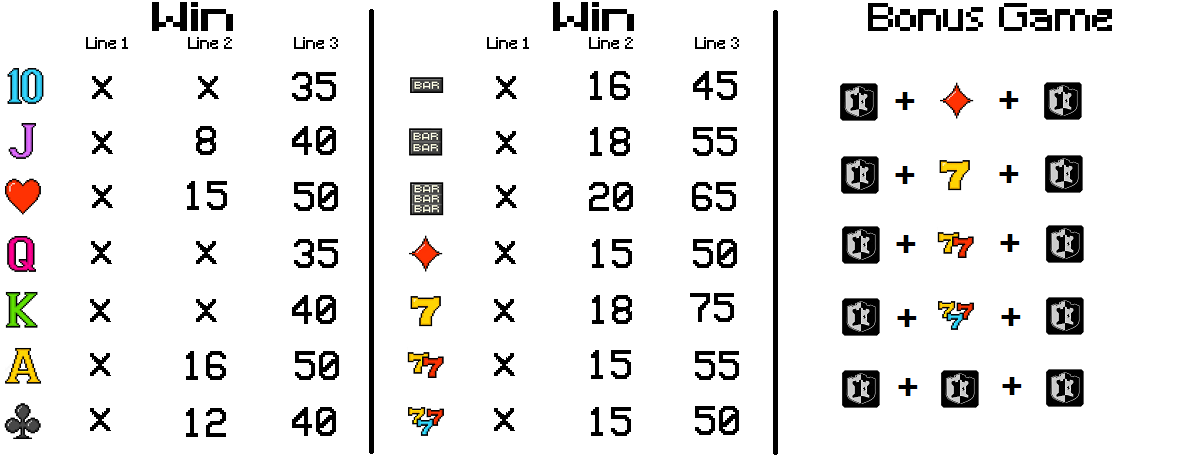 Win Win Bonus Game
Line 1 Line 2 Line 3 Line 1 Line 2 Line 3
10 x x 35 BAR x 16 45
J x 8 40 BAR BAR x 18 55
x 15 50 BAR BAR BAR x 20 65
Q x x 35 x 15 50
K x x 40 7 x 18 75
A x 16 50 77 x 15 55
x 12 40 777 x 15 50
+ +
+ 7 +
+ 77 +
+ 777 +
+ +